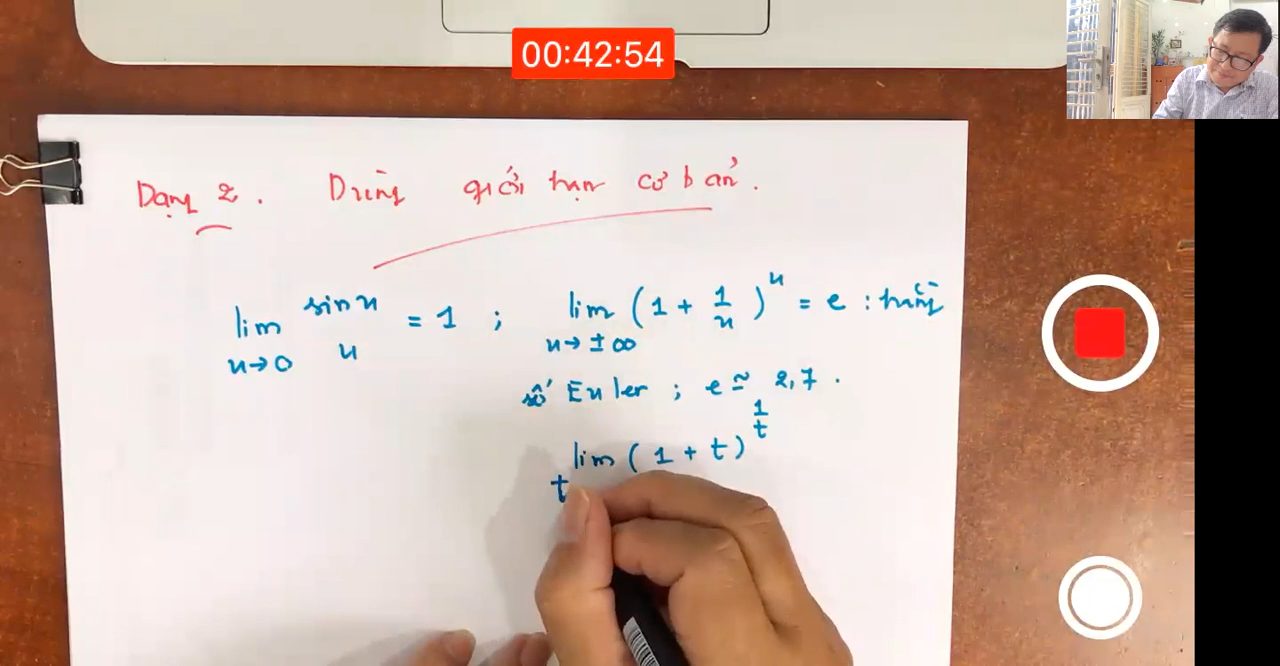 00:42:54
Dạng 2. Dùng giới hạn cơ bản.
lim u→0 sin u / u = 1 ; lim u→±∞ (1 + 1/u)^u = e : hằng
số Euler ; e ≃ 2,7.
lim t (1 + t)^1/t